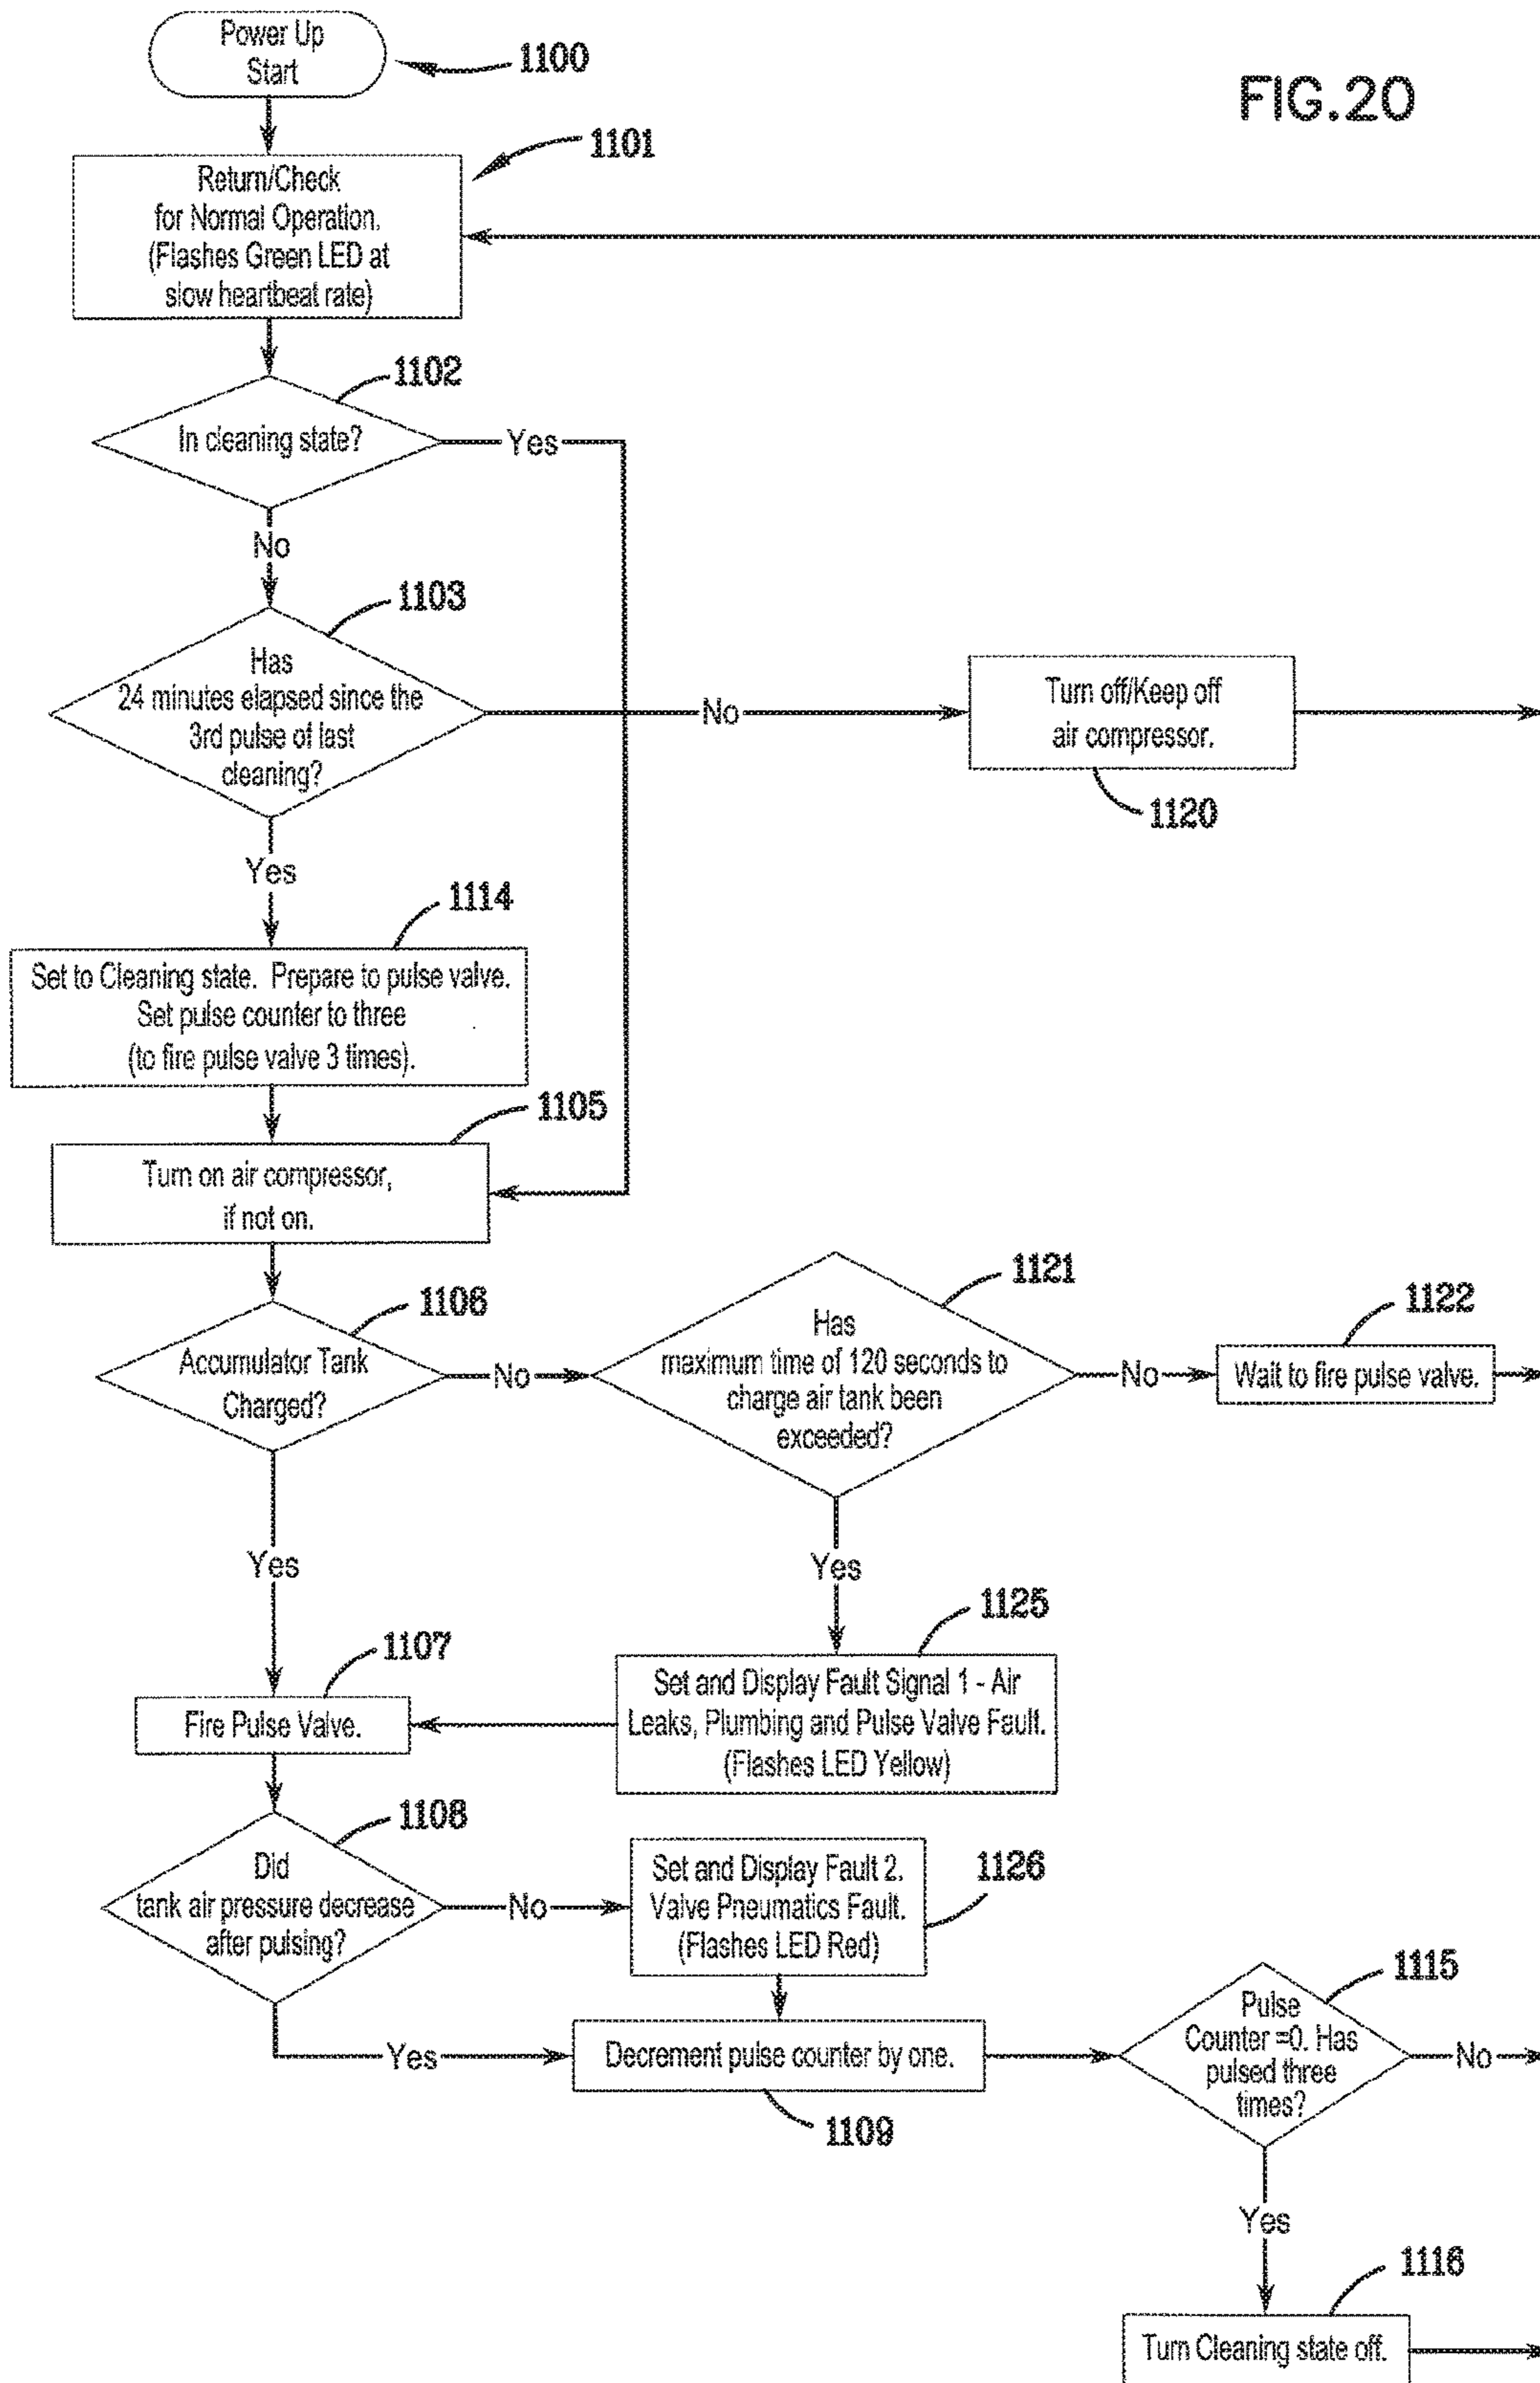 FIG.20
Power Up
Start
1100
1101
Return/Check
for Normal Operation.
(Flashes Green LED at
slow heartbeat rate)
1102
In cleaning state?
Yes
No
1103
Has
24 minutes elapsed since the
3rd pulse of last
cleaning?
No
Turn off/Keep off
air compressor.
1120
Yes
1114
Set to Cleaning state. Prepare to pulse valve.
Set pulse counter to three
(to fire pulse valve 3 times).
1105
Turn on air compressor,
if not on.
1106
Accumulator Tank
Charged?
No
1121
Has
maximum time of 120 seconds to
charge air tank been
exceeded?
No
1122
Wait to fire pulse valve.
Yes
Yes
1125
Set and Display Fault Signal 1 - Air
Leaks, Plumbing and Pulse Valve Fault.
(Flashes LED Yellow)
1107
Fire Pulse Valve.
1108
Did
tank air pressure decrease
after pulsing?
No
Set and Display Fault 2.
Valve Pneumatics Fault.
(Flashes LED Red)
1126
Yes
Decrement pulse counter by one.
1109
1115
Pulse
Counter =0. Has
pulsed three
times?
No
Yes
1116
Turn Cleaning state off.